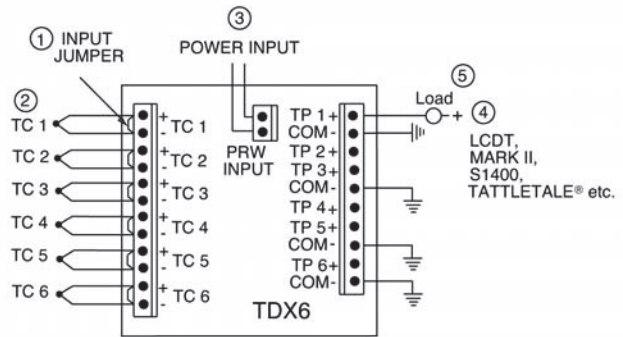 ① INPUT JUMPER
②
③
POWER INPUT
TC 1
TC 2
TC 3
TC 4
TC 5
TC 6
+ TC 1 -
+ TC 2 -
+ TC 3 -
+ TC 4 -
+ TC 5 -
+ TC 6 -
PRW INPUT
TP 1+
COM-
TP 2+
TP 3+
COM-
TP 4+
TP 5+
COM-
TP 6+
COM-
TDX6
⑤
Load
+
④
LCDT,
MARK II,
S1400,
TATTLETALE® etc.